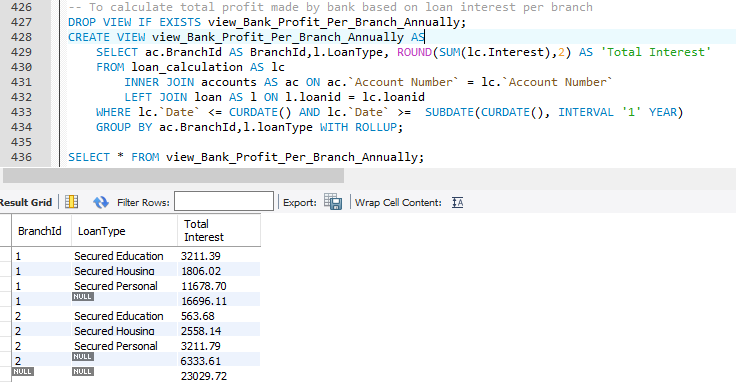 426 -- To calculate total profit made by bank based on loan interest per branch
427 DROP VIEW IF EXISTS view_Bank_Profit_Per_Branch_Annually;
428 CREATE VIEW view_Bank_Profit_Per_Branch_Annually AS
429 SELECT ac.BranchId AS BranchId,l.LoanType, ROUND(SUM(lc.Interest),2) AS 'Total Interest'
430 FROM loan_calculation AS lc
431 INNER JOIN accounts AS ac ON ac.`Account Number` = lc.`Account Number`
432 LEFT JOIN loan AS l ON l.loanid = lc.loanid
433 WHERE lc.`Date` <= CURDATE() AND lc.`Date` >= SUBDATE(CURDATE(), INTERVAL '1' YEAR)
434 GROUP BY ac.BranchId,l.loanType WITH ROLLUP;
435
436 SELECT * FROM view_Bank_Profit_Per_Branch_Annually;
Result Grid Filter Rows: Export: Wrap Cell Content: IA
BranchId LoanType Total Interest
1 Secured Education 3211.39
1 Secured Housing 1806.02
1 Secured Personal 11678.70
1 NULL 16696.11
2 Secured Education 563.68
2 Secured Housing 2558.14
2 Secured Personal 3211.79
2 NULL 6333.61
NULL NULL 23029.72